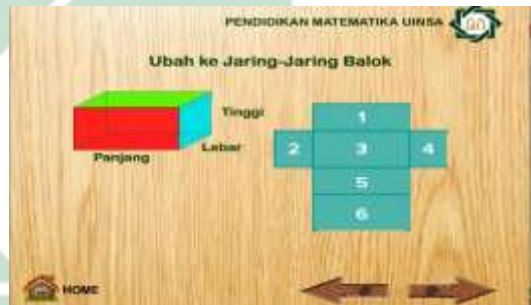 PENDIDIKAN MATEMATIKA UINSA
Ubah ke Jaring-Jaring Balok
Tinggi
Lebar
Panjang
1
2 3 4
5
6
HOME